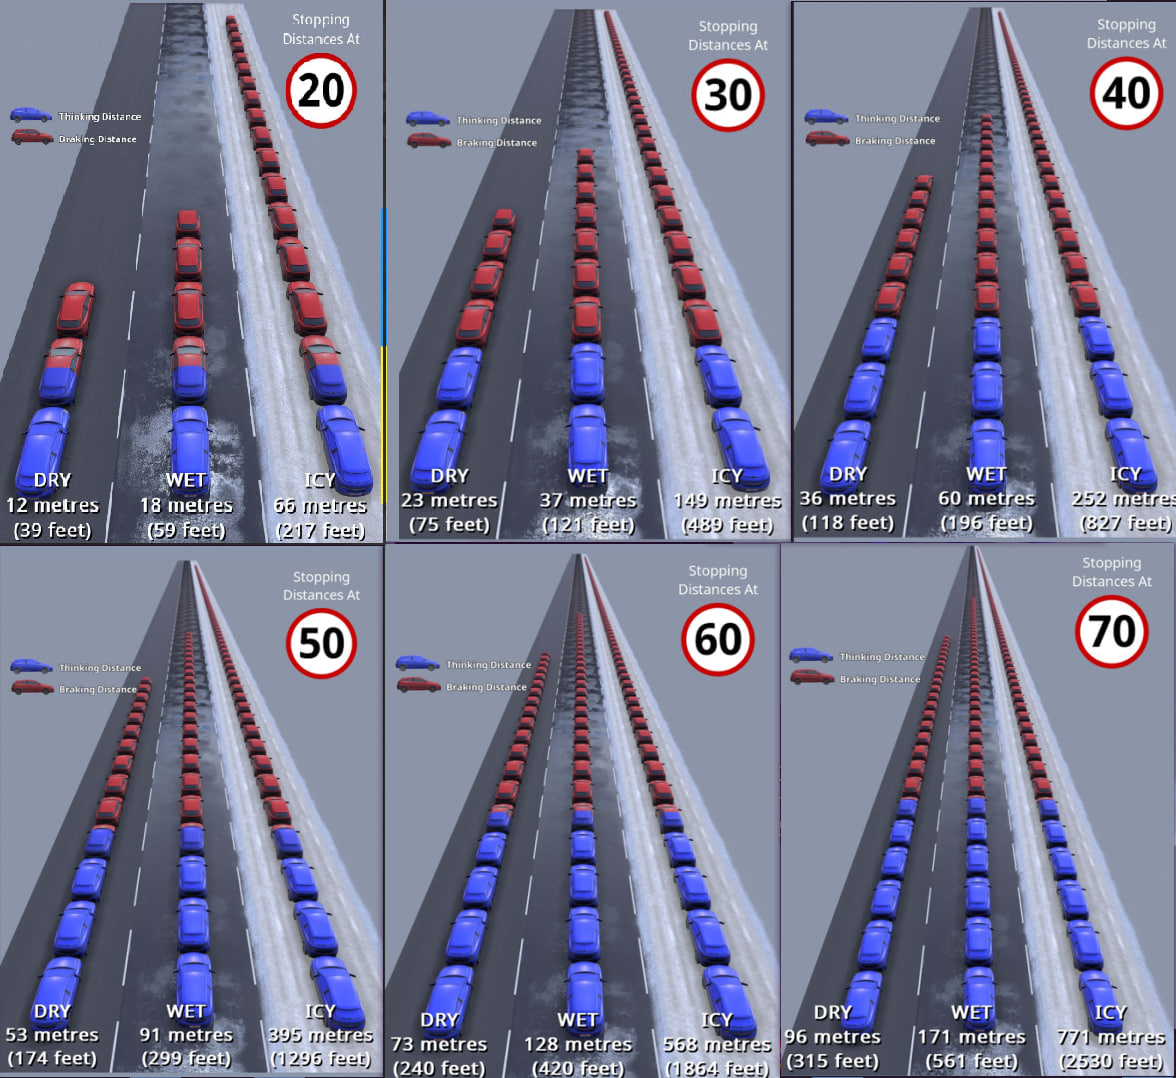 Stopping
Distances At
20
Thinking Distance
Braking Distance
DRY
12 metres
(39 feet)
WET
18 metres
(59 feet)
ICY
66 metres
(217 feet)
Stopping
Distances At
30
Thinking Distance
Braking Distance
DRY
23 metres
(75 feet)
WET
37 metres
(121 feet)
ICY
149 metres
(489 feet)
Stopping
Distances At
40
Thinking Distance
Braking Distance
DRY
36 metres
(118 feet)
WET
60 metres
(196 feet)
ICY
252 metres
(827 feet)
Stopping
Distances At
50
Thinking Distance
Braking Distance
DRY
53 metres
(174 feet)
WET
91 metres
(299 feet)
ICY
395 metres
(1296 feet)
Stopping
Distances At
60
Thinking Distance
Braking Distance
DRY
73 metres
(240 feet)
WET
128 metres
(420 feet)
ICY
568 metres
(1864 feet)
Stopping
Distances At
70
Thinking Distance
Braking Distance
DRY
96 metres
(315 feet)
WET
171 metres
(561 feet)
ICY
771 metres
(2530 feet)